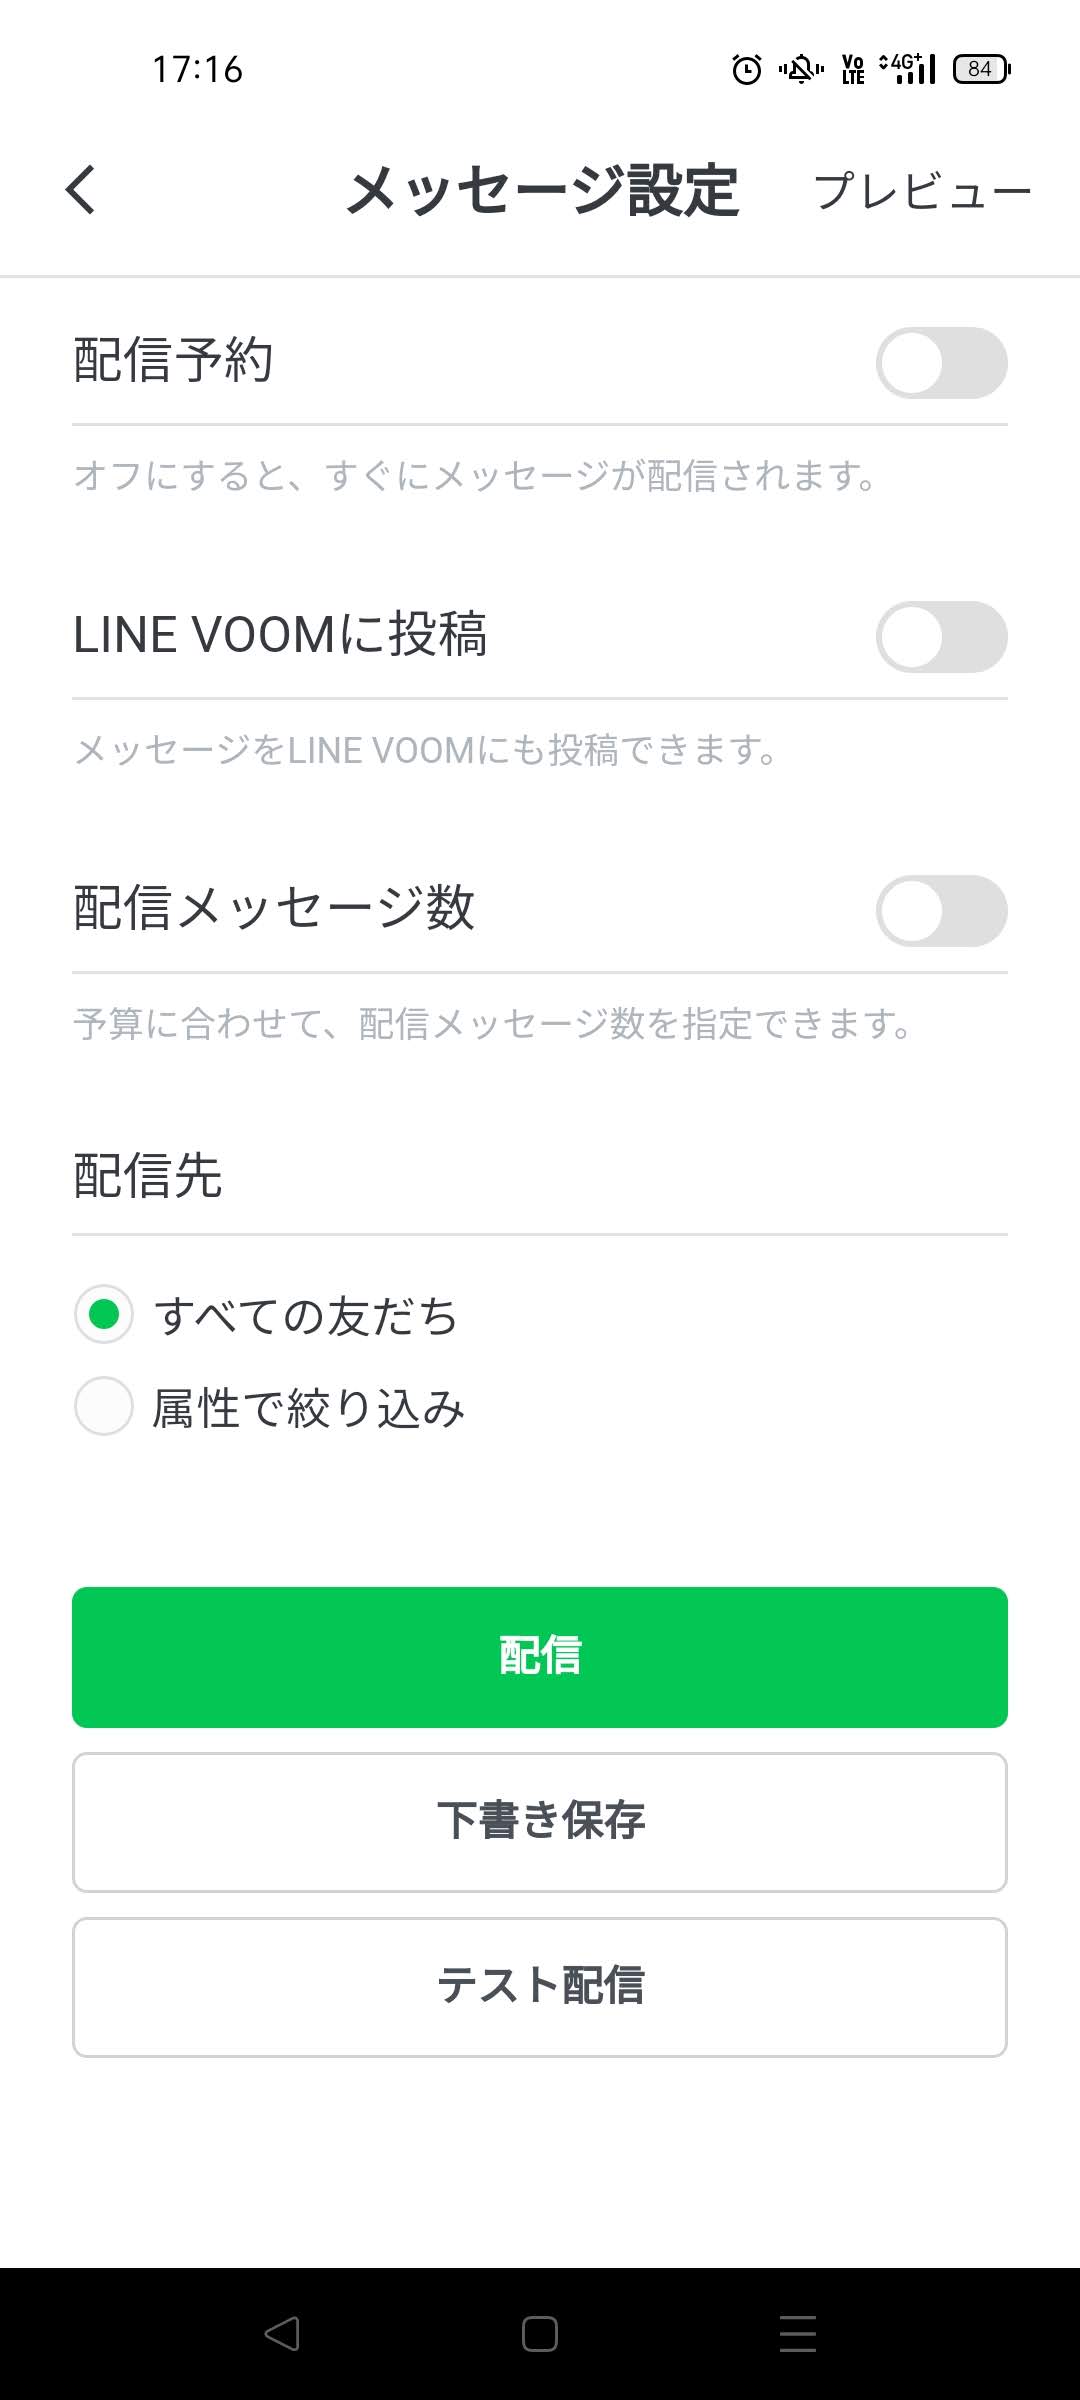 17:16
Vo LTE 4G+ 84
メッセージ設定 プレビュー
配信予約
オフにすると、すぐにメッセージが配信されます。
LINE VOOMに投稿
メッセージをLINE VOOMにも投稿できます。
配信メッセージ数
予算に合わせて、配信メッセージ数を指定できます。
配信先
すべての友だち
属性で絞り込み
配信
下書き保存
テスト配信